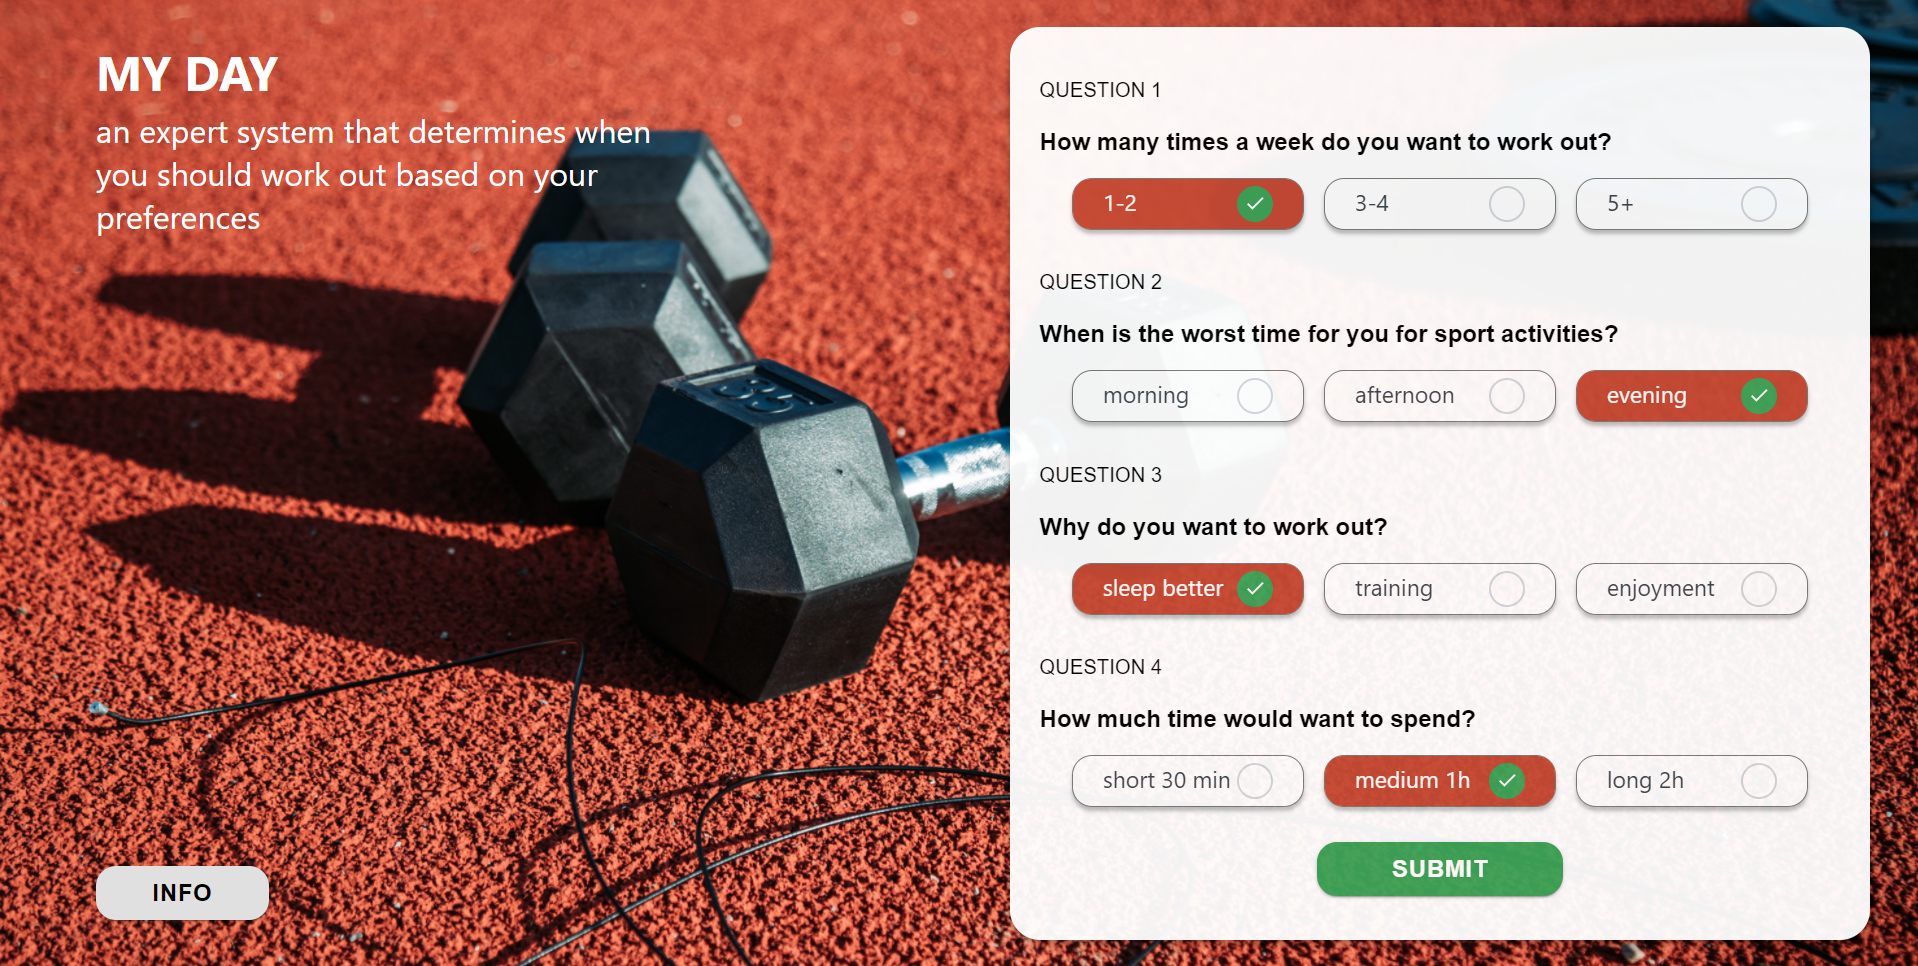 MY DAY
an expert system that determines when
you should work out based on your
preferences
INFO
QUESTION 1
How many times a week do you want to work out?
1-2
3-4
5+
QUESTION 2
When is the worst time for you for sport activities?
morning
afternoon
evening
QUESTION 3
Why do you want to work out?
sleep better
training
enjoyment
QUESTION 4
How much time would want to spend?
short 30 min
medium 1h
long 2h
SUBMIT
35